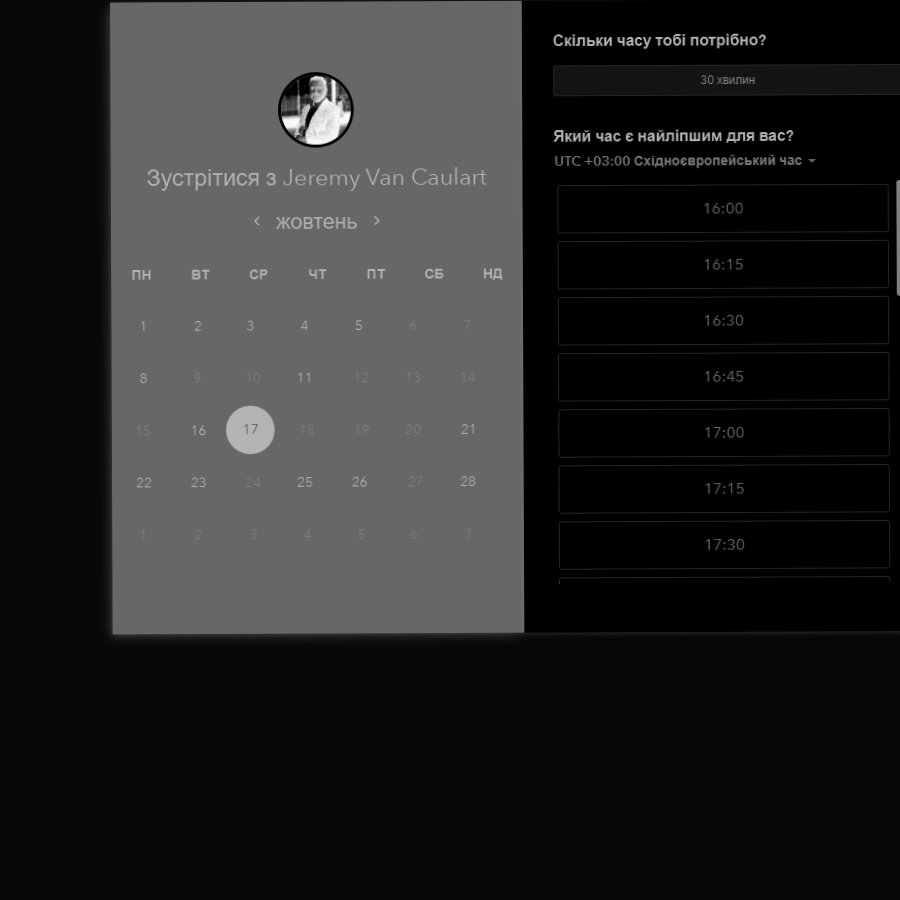 Зустрітися з Jeremy Van Caulart
жовтень
ПН ВТ СР ЧТ ПТ СБ НД
1 2 3 4 5 6 7
8 9 10 11 12 13 14
15 16 17 18 19 20 21
22 23 24 25 26 27 28
1 2 3 4 5 6 7
Скільки часу тобі потрібно?
30 хвилин
Який час є найліпшим для вас?
UTC +03:00 Східноєвропейський час
16:00
16:15
16:30
16:45
17:00
17:15
17:30